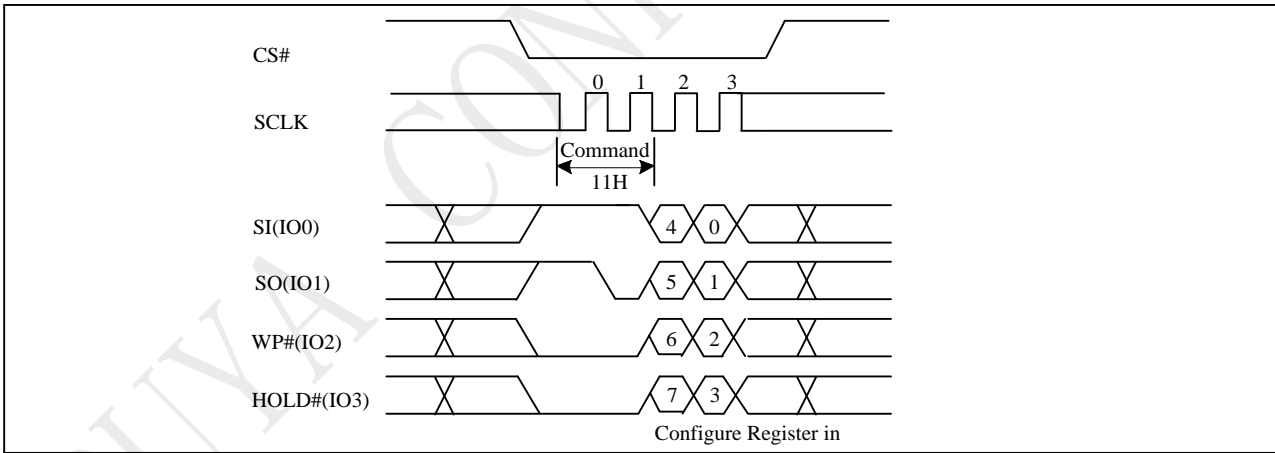 CS#
0 1 2 3
SCLK
Command
11H
SI(IO0)
4 0
SO(IO1)
5 1
WP#(IO2)
6 2
HOLD#(IO3)
7 3
Configure Register in